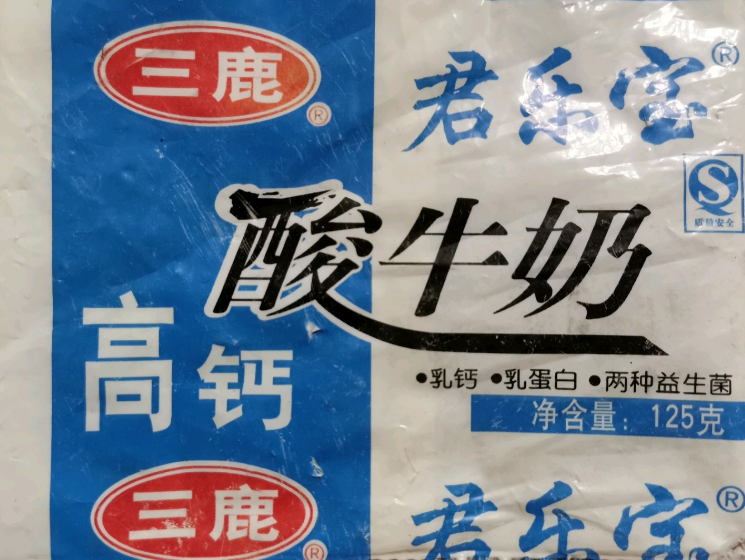 三鹿®
君乐宝®
质量安全
酸牛奶
高钙
•乳钙 •乳蛋白 •两种益生菌
净含量：125克
三鹿®
君乐宝®